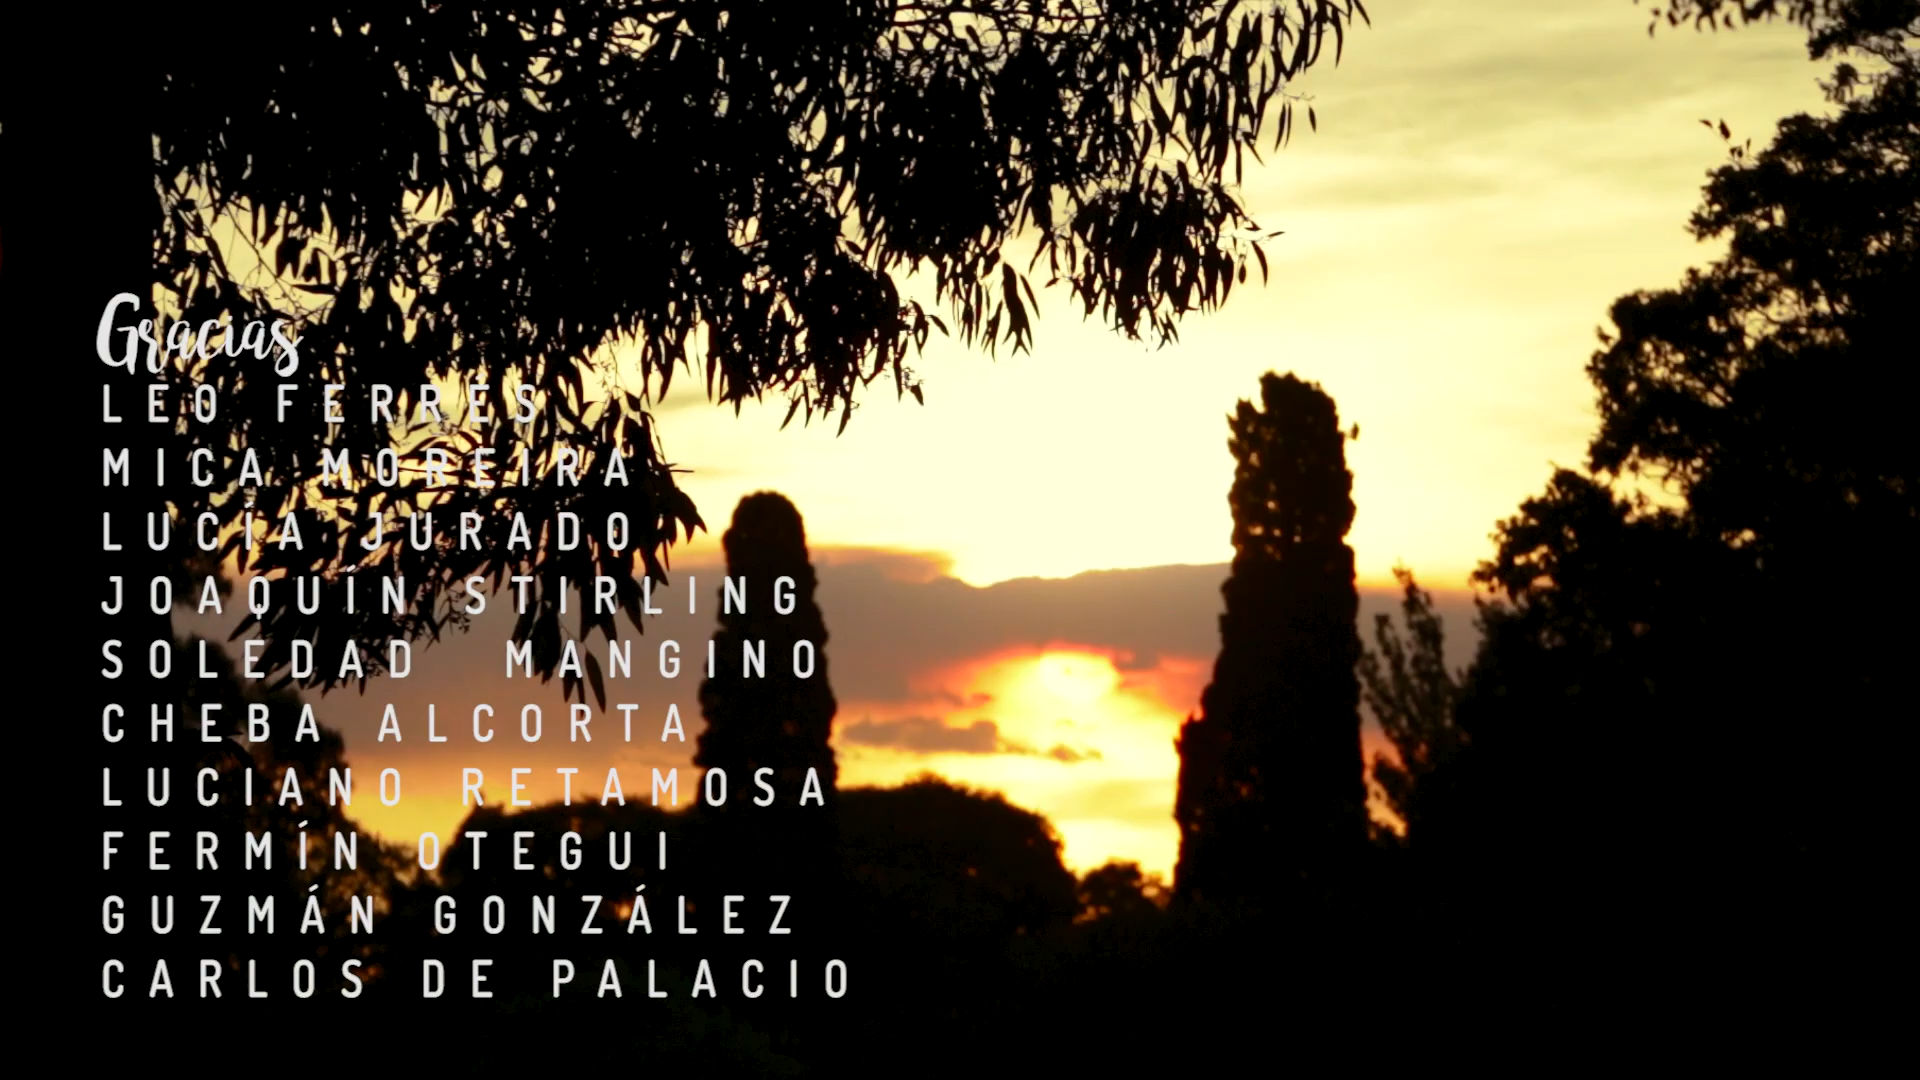 Gracias
LEO FERRÉS
MICA MOREIRA
LUCÍA JURADO
JOAQUÍN STIRLING
SOLEDAD MANGINO
CHEBA ALCORTA
LUCIANO RETAMOSA
FERMÍN OTEGUI
GUZMÁN GONZÁLEZ
CARLOS DE PALACIO